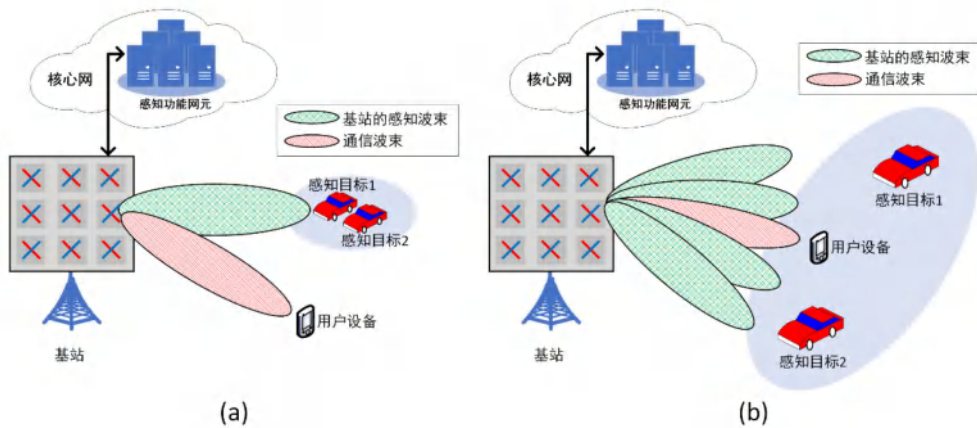 核心网
感知功能网元
基站的感知波束
通信波束
感知目标1
感知目标2
用户设备
基站
(a)
核心网
感知功能网元
基站的感知波束
通信波束
感知目标1
用户设备
感知目标2
基站
(b)